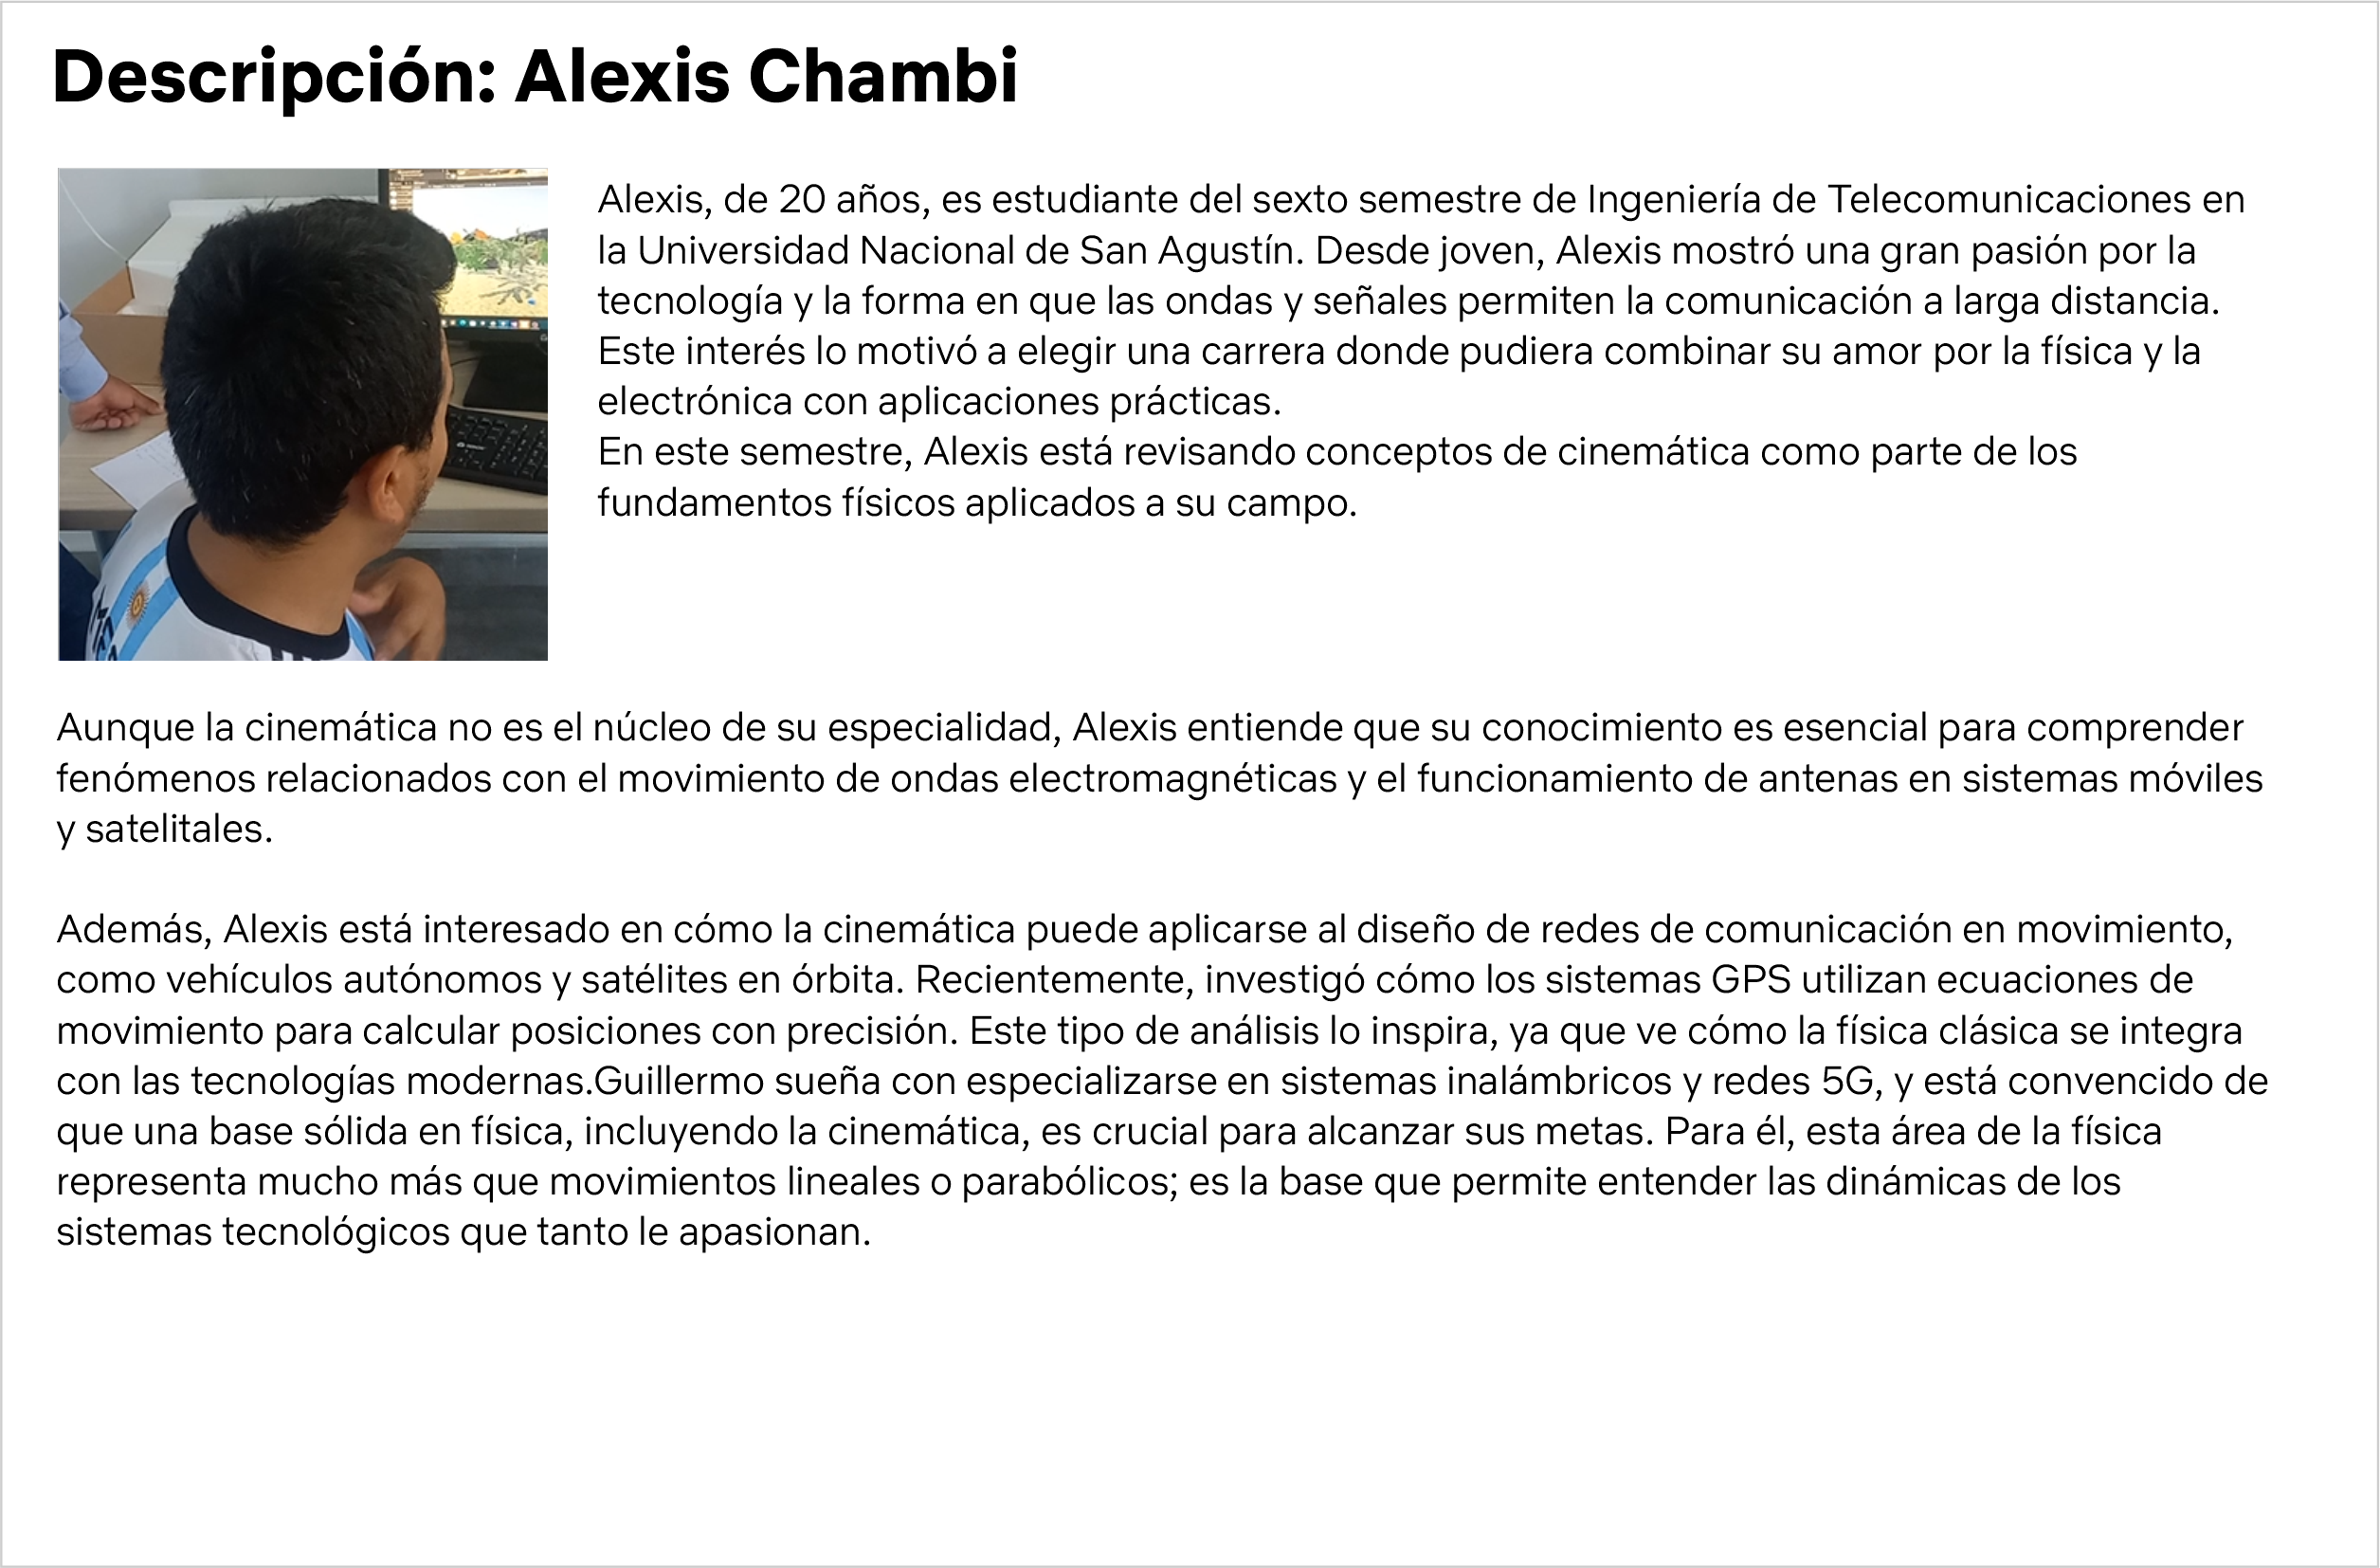 Descripción: Alexis Chambi
Alexis, de 20 años, es estudiante del sexto semestre de Ingeniería de Telecomunicaciones en
la Universidad Nacional de San Agustín. Desde joven, Alexis mostró una gran pasión por la
tecnología y la forma en que las ondas y señales permiten la comunicación a larga distancia.
Este interés lo motivó a elegir una carrera donde pudiera combinar su amor por la física y la
electrónica con aplicaciones prácticas.
En este semestre, Alexis está revisando conceptos de cinemática como parte de los
fundamentos físicos aplicados a su campo.
Aunque la cinemática no es el núcleo de su especialidad, Alexis entiende que su conocimiento es esencial para comprender
fenómenos relacionados con el movimiento de ondas electromagnéticas y el funcionamiento de antenas en sistemas móviles
y satelitales.
Además, Alexis está interesado en cómo la cinemática puede aplicarse al diseño de redes de comunicación en movimiento,
como vehículos autónomos y satélites en órbita. Recientemente, investigó cómo los sistemas GPS utilizan ecuaciones de
movimiento para calcular posiciones con precisión. Este tipo de análisis lo inspira, ya que ve cómo la física clásica se integra
con las tecnologías modernas.Guillermo sueña con especializarse en sistemas inalámbricos y redes 5G, y está convencido de
que una base sólida en física, incluyendo la cinemática, es crucial para alcanzar sus metas. Para él, esta área de la física
representa mucho más que movimientos lineales o parabólicos; es la base que permite entender las dinámicas de los
sistemas tecnológicos que tanto le apasionan.